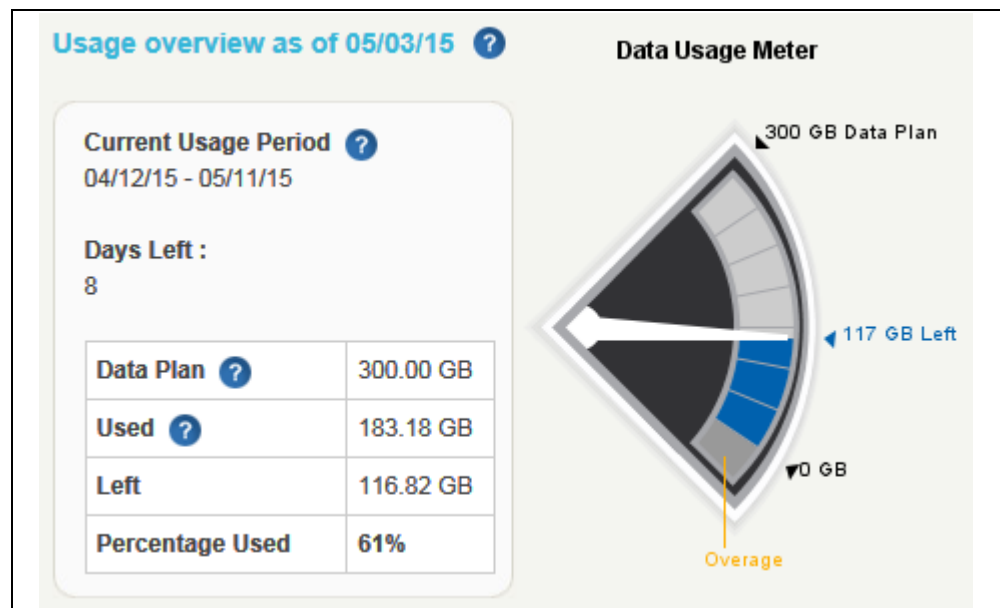 Usage overview as of 05/03/15 ?
Data Usage Meter
Current Usage Period ?
04/12/15 - 05/11/15
Days Left :
8
Data Plan ? 300.00 GB
Used ? 183.18 GB
Left 116.82 GB
Percentage Used 61%
300 GB Data Plan
117 GB Left
0 GB
Overage